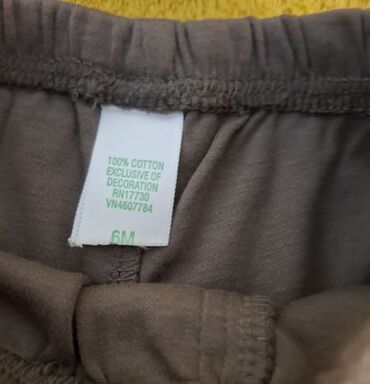 100% COTTON
EXCLUSIVE OF
DECORATION
RN17730
VN4607784
6M